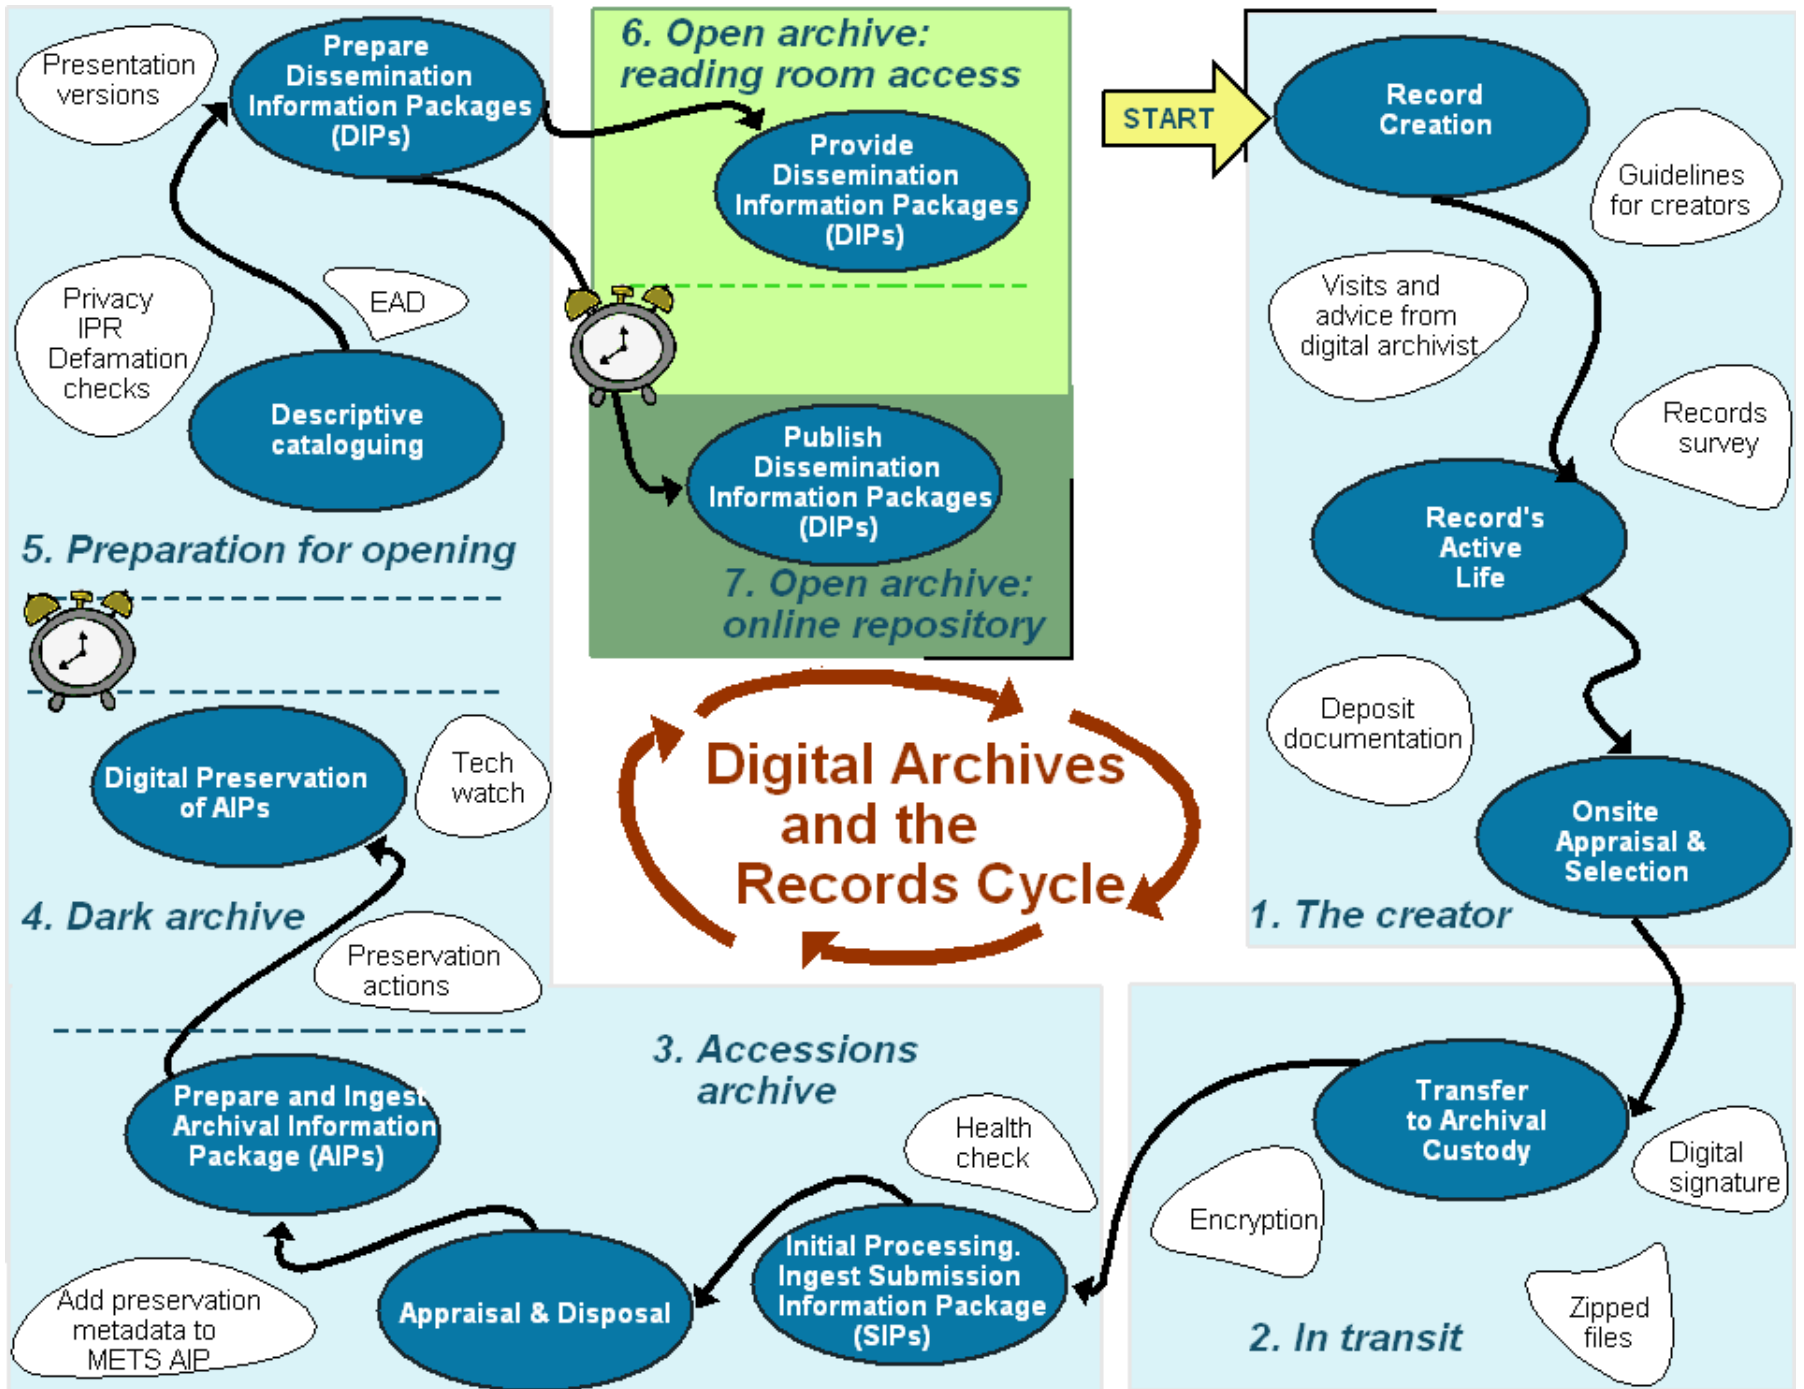 START
Record
Creation
Guidelines
for creators
Visits and
advice from
digital archivist
Records
survey
Record's
Active
Life
Deposit
documentation
Onsite
Appraisal &
Selection
1. The creator
Transfer
to Archival
Custody
Digital
signature
Encryption
Zipped
files
2. In transit
3. Accessions
archive
Health
check
Initial Processing.
Ingest Submission
Information Package
(SIPs)
Appraisal & Disposal
Add preservation
metadata to
METS AIP
Prepare and Ingest
Archival Information
Package (AIPs)
Preservation
actions
4. Dark archive
Digital Preservation
of AIPs
Tech
watch
5. Preparation for opening
Descriptive
cataloguing
EAD
Privacy
IPR
Defamation
checks
Presentation
versions
Prepare
Dissemination
Information Packages
(DIPs)
6. Open archive:
reading room access
Provide
Dissemination
Information Packages
(DIPs)
Publish
Dissemination
Information Packages
(DIPs)
7. Open archive:
online repository
Digital Archives
and the
Records Cycle